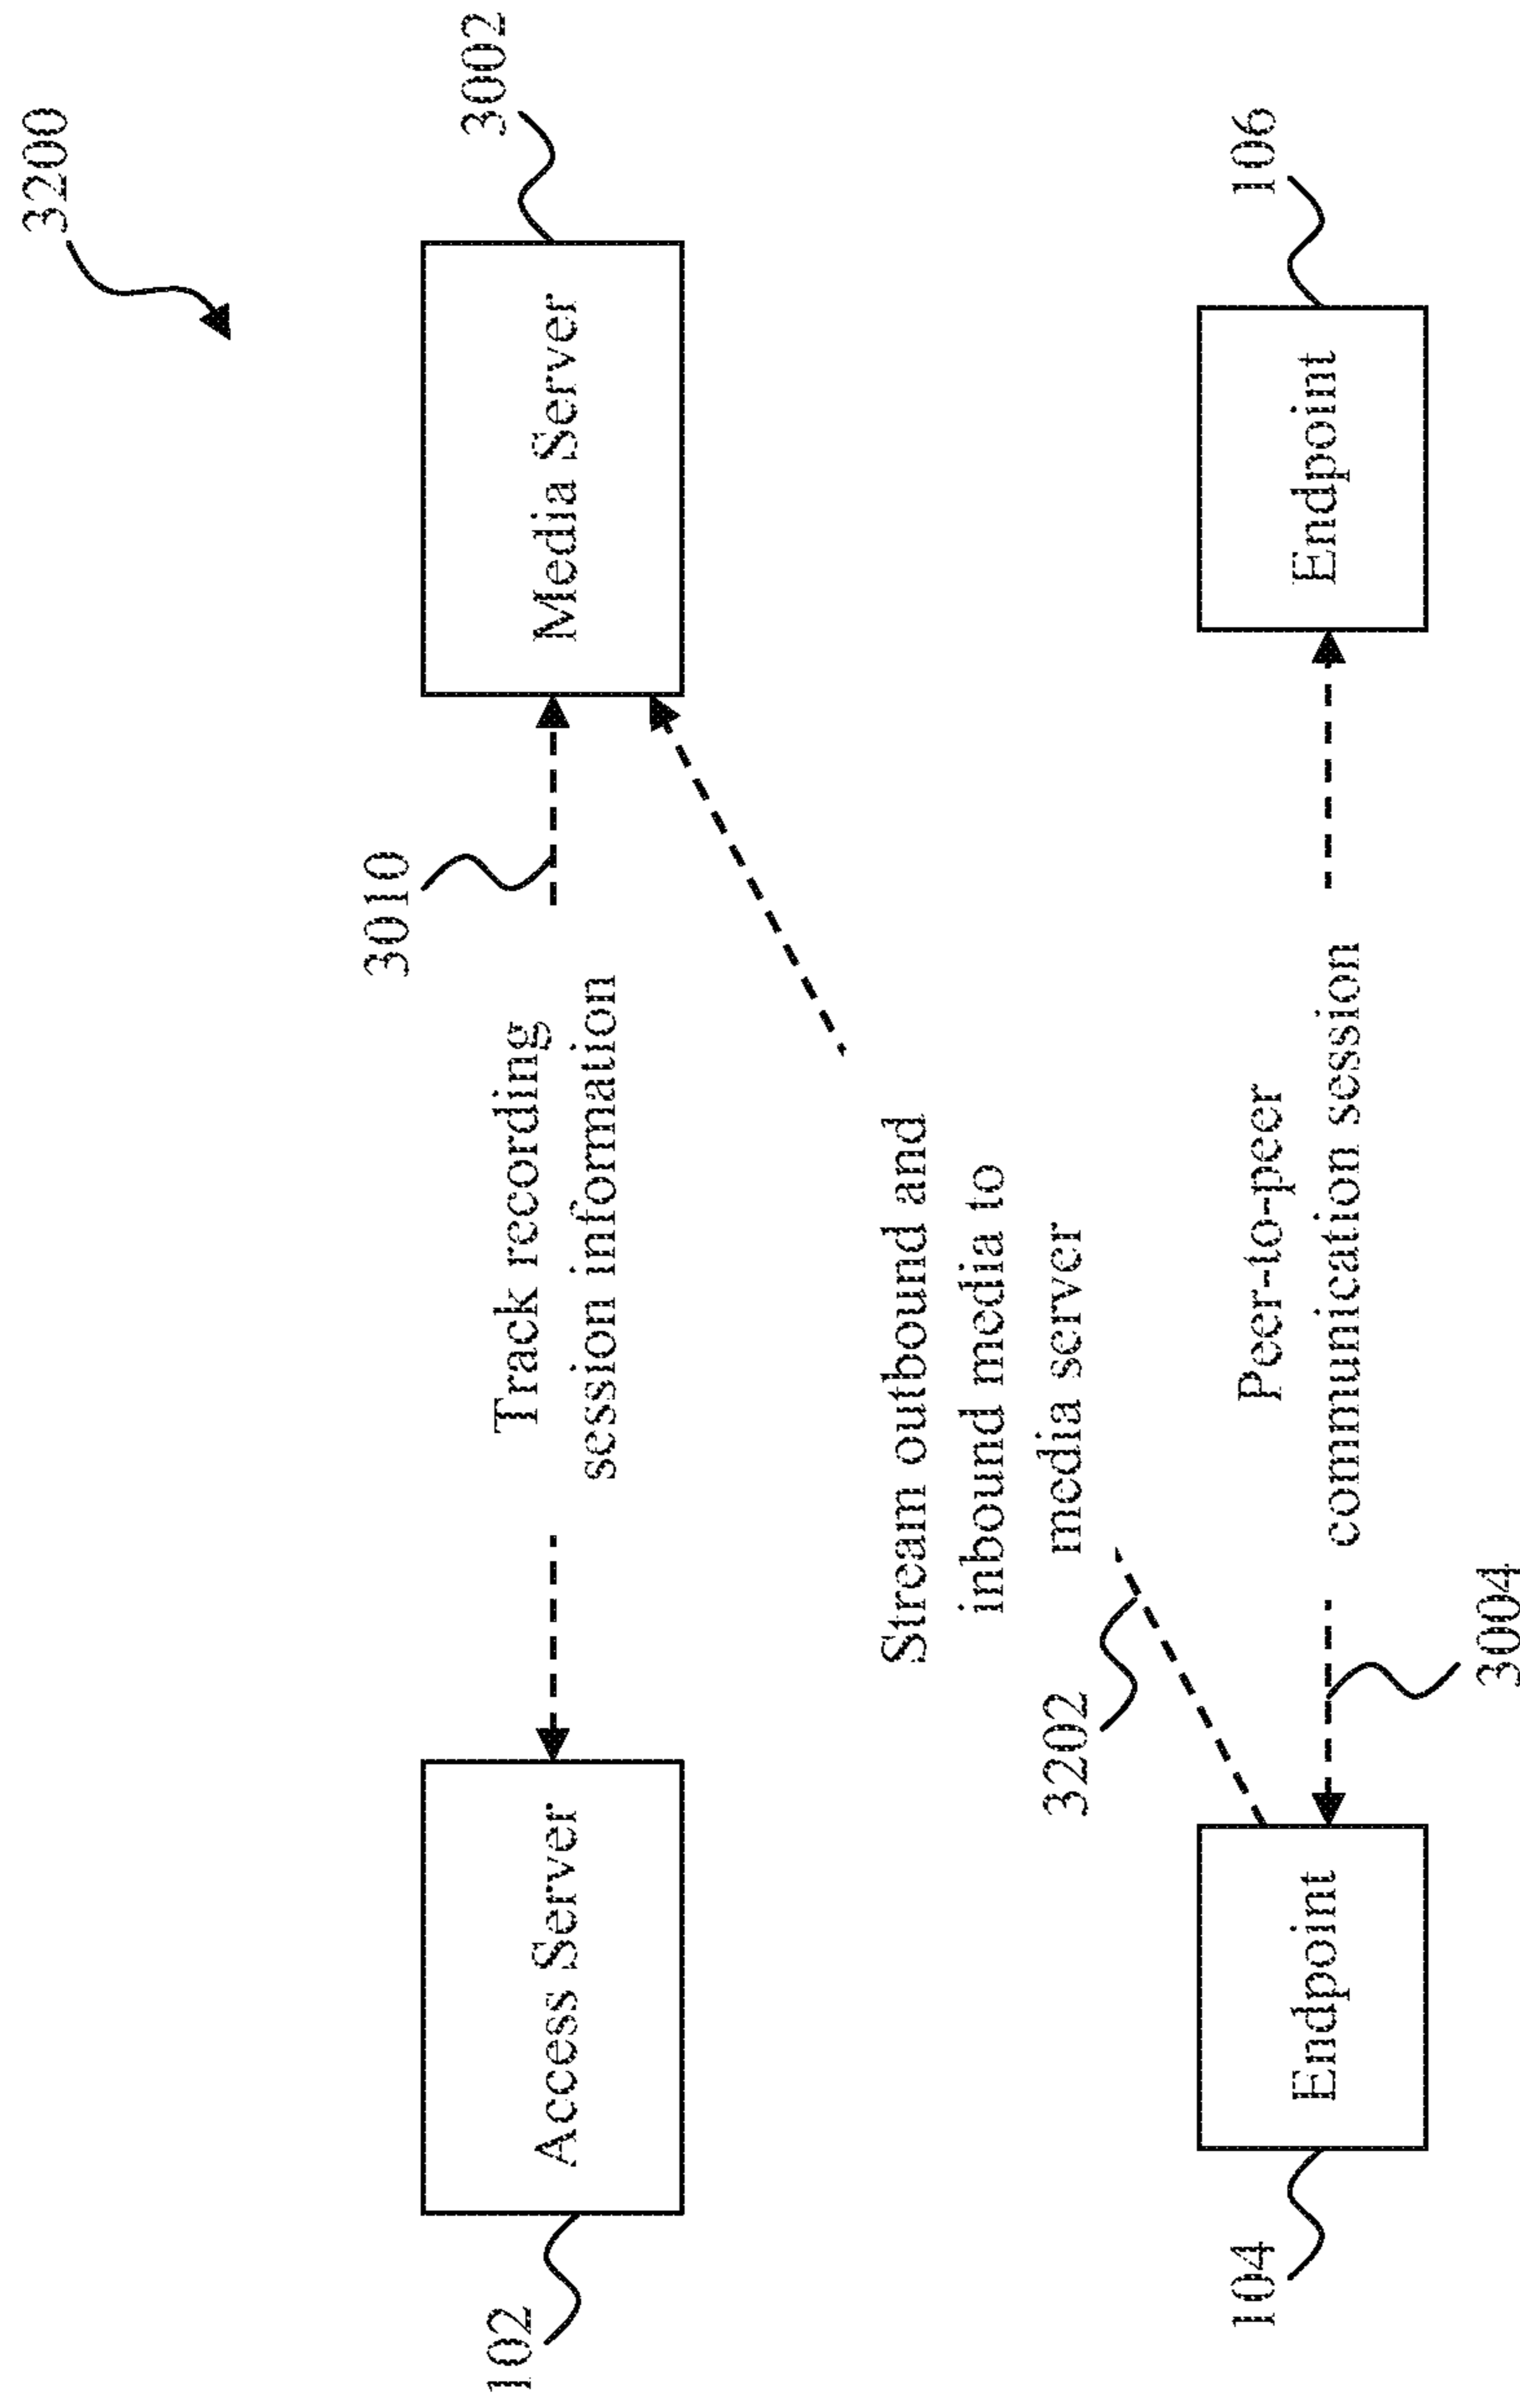 3200
102
Access Server
Track recording
session information
3010
Media Server
3002
Stream outbound and
inbound media to
media server
3202
104
Endpoint
Peer-to-peer
communication session
3004
Endpoint
106